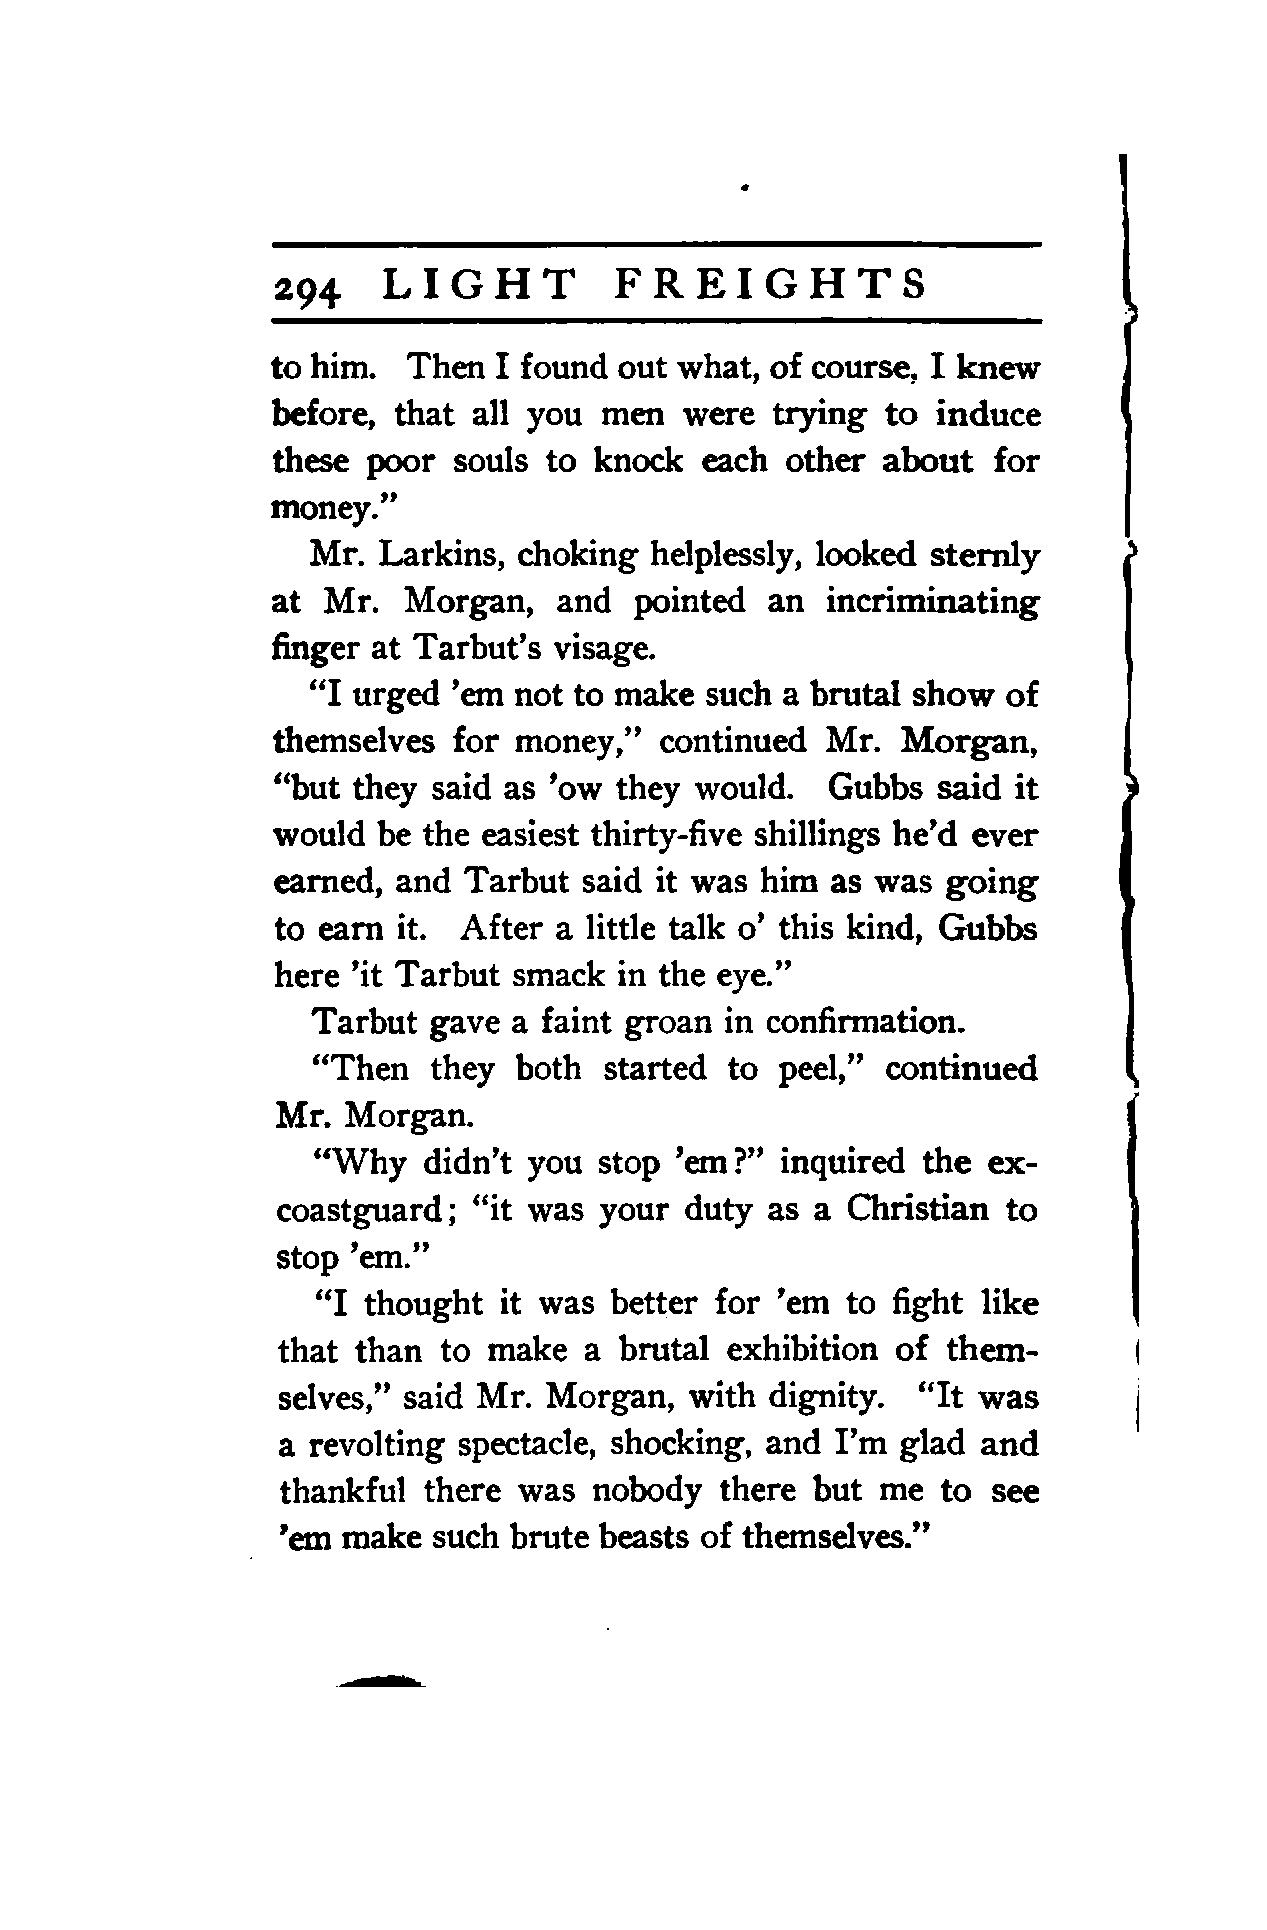 294 LIGHT FREIGHTS
to him. Then I found out what, of course, I knew
before, that all you men were trying to induce
these poor souls to knock each other about for
money."
Mr. Larkins, choking helplessly, looked sternly
at Mr. Morgan, and pointed an incriminating
finger at Tarbut's visage.
"I urged 'em not to make such a brutal show of
themselves for money," continued Mr. Morgan,
"but they said as 'ow they would. Gubbs said it
would be the easiest thirty-five shillings he'd ever
earned, and Tarbut said it was him as was going
to earn it. After a little talk o' this kind, Gubbs
here 'it Tarbut smack in the eye."
Tarbut gave a faint groan in confirmation.
"Then they both started to peel," continued
Mr. Morgan.
"Why didn't you stop 'em?" inquired the ex-
coastguard; "it was your duty as a Christian to
stop 'em."
"I thought it was better for 'em to fight like
that than to make a brutal exhibition of them-
selves," said Mr. Morgan, with dignity. "It was
a revolting spectacle, shocking, and I'm glad and
thankful there was nobody there but me to see
'em make such brute beasts of themselves."